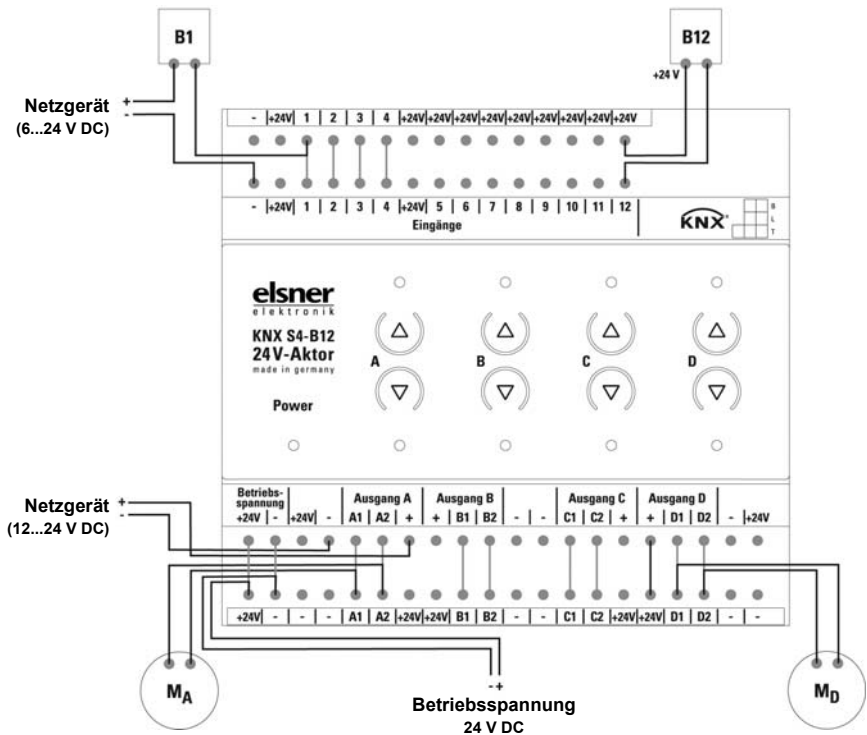 B1
B12
+24 V
Netzgerät + -
(6...24 V DC)
- |+24V| 1 | 2 | 3 | 4 |+24V|+24V|+24V|+24V|+24V|+24V|+24V|+24V|+24V
- |+24V| 1 | 2 | 3 | 4 |+24V| 5 | 6 | 7 | 8 | 9 | 10 | 11 | 12
Eingänge
KNX®
B
L
T
elsner
elektronik
KNX S4-B12
24V-Aktor
made in germany
Power
A
B
C
D
Netzgerät + -
(12...24 V DC)
Betriebs-
spannung
Ausgang A
Ausgang B
Ausgang C
Ausgang D
+24V| - |+24V| - | A1 | A2 | + | + | B1 | B2 | - | - | C1 | C2 | + | + | D1 | D2 | - |+24V
+24V| - | - | - | A1 | A2 |+24V|+24V| B1 | B2 | - | - | C1 | C2 |+24V|+24V| D1 | D2 | - | -
MA
- +
Betriebsspannung
24 V DC
MD